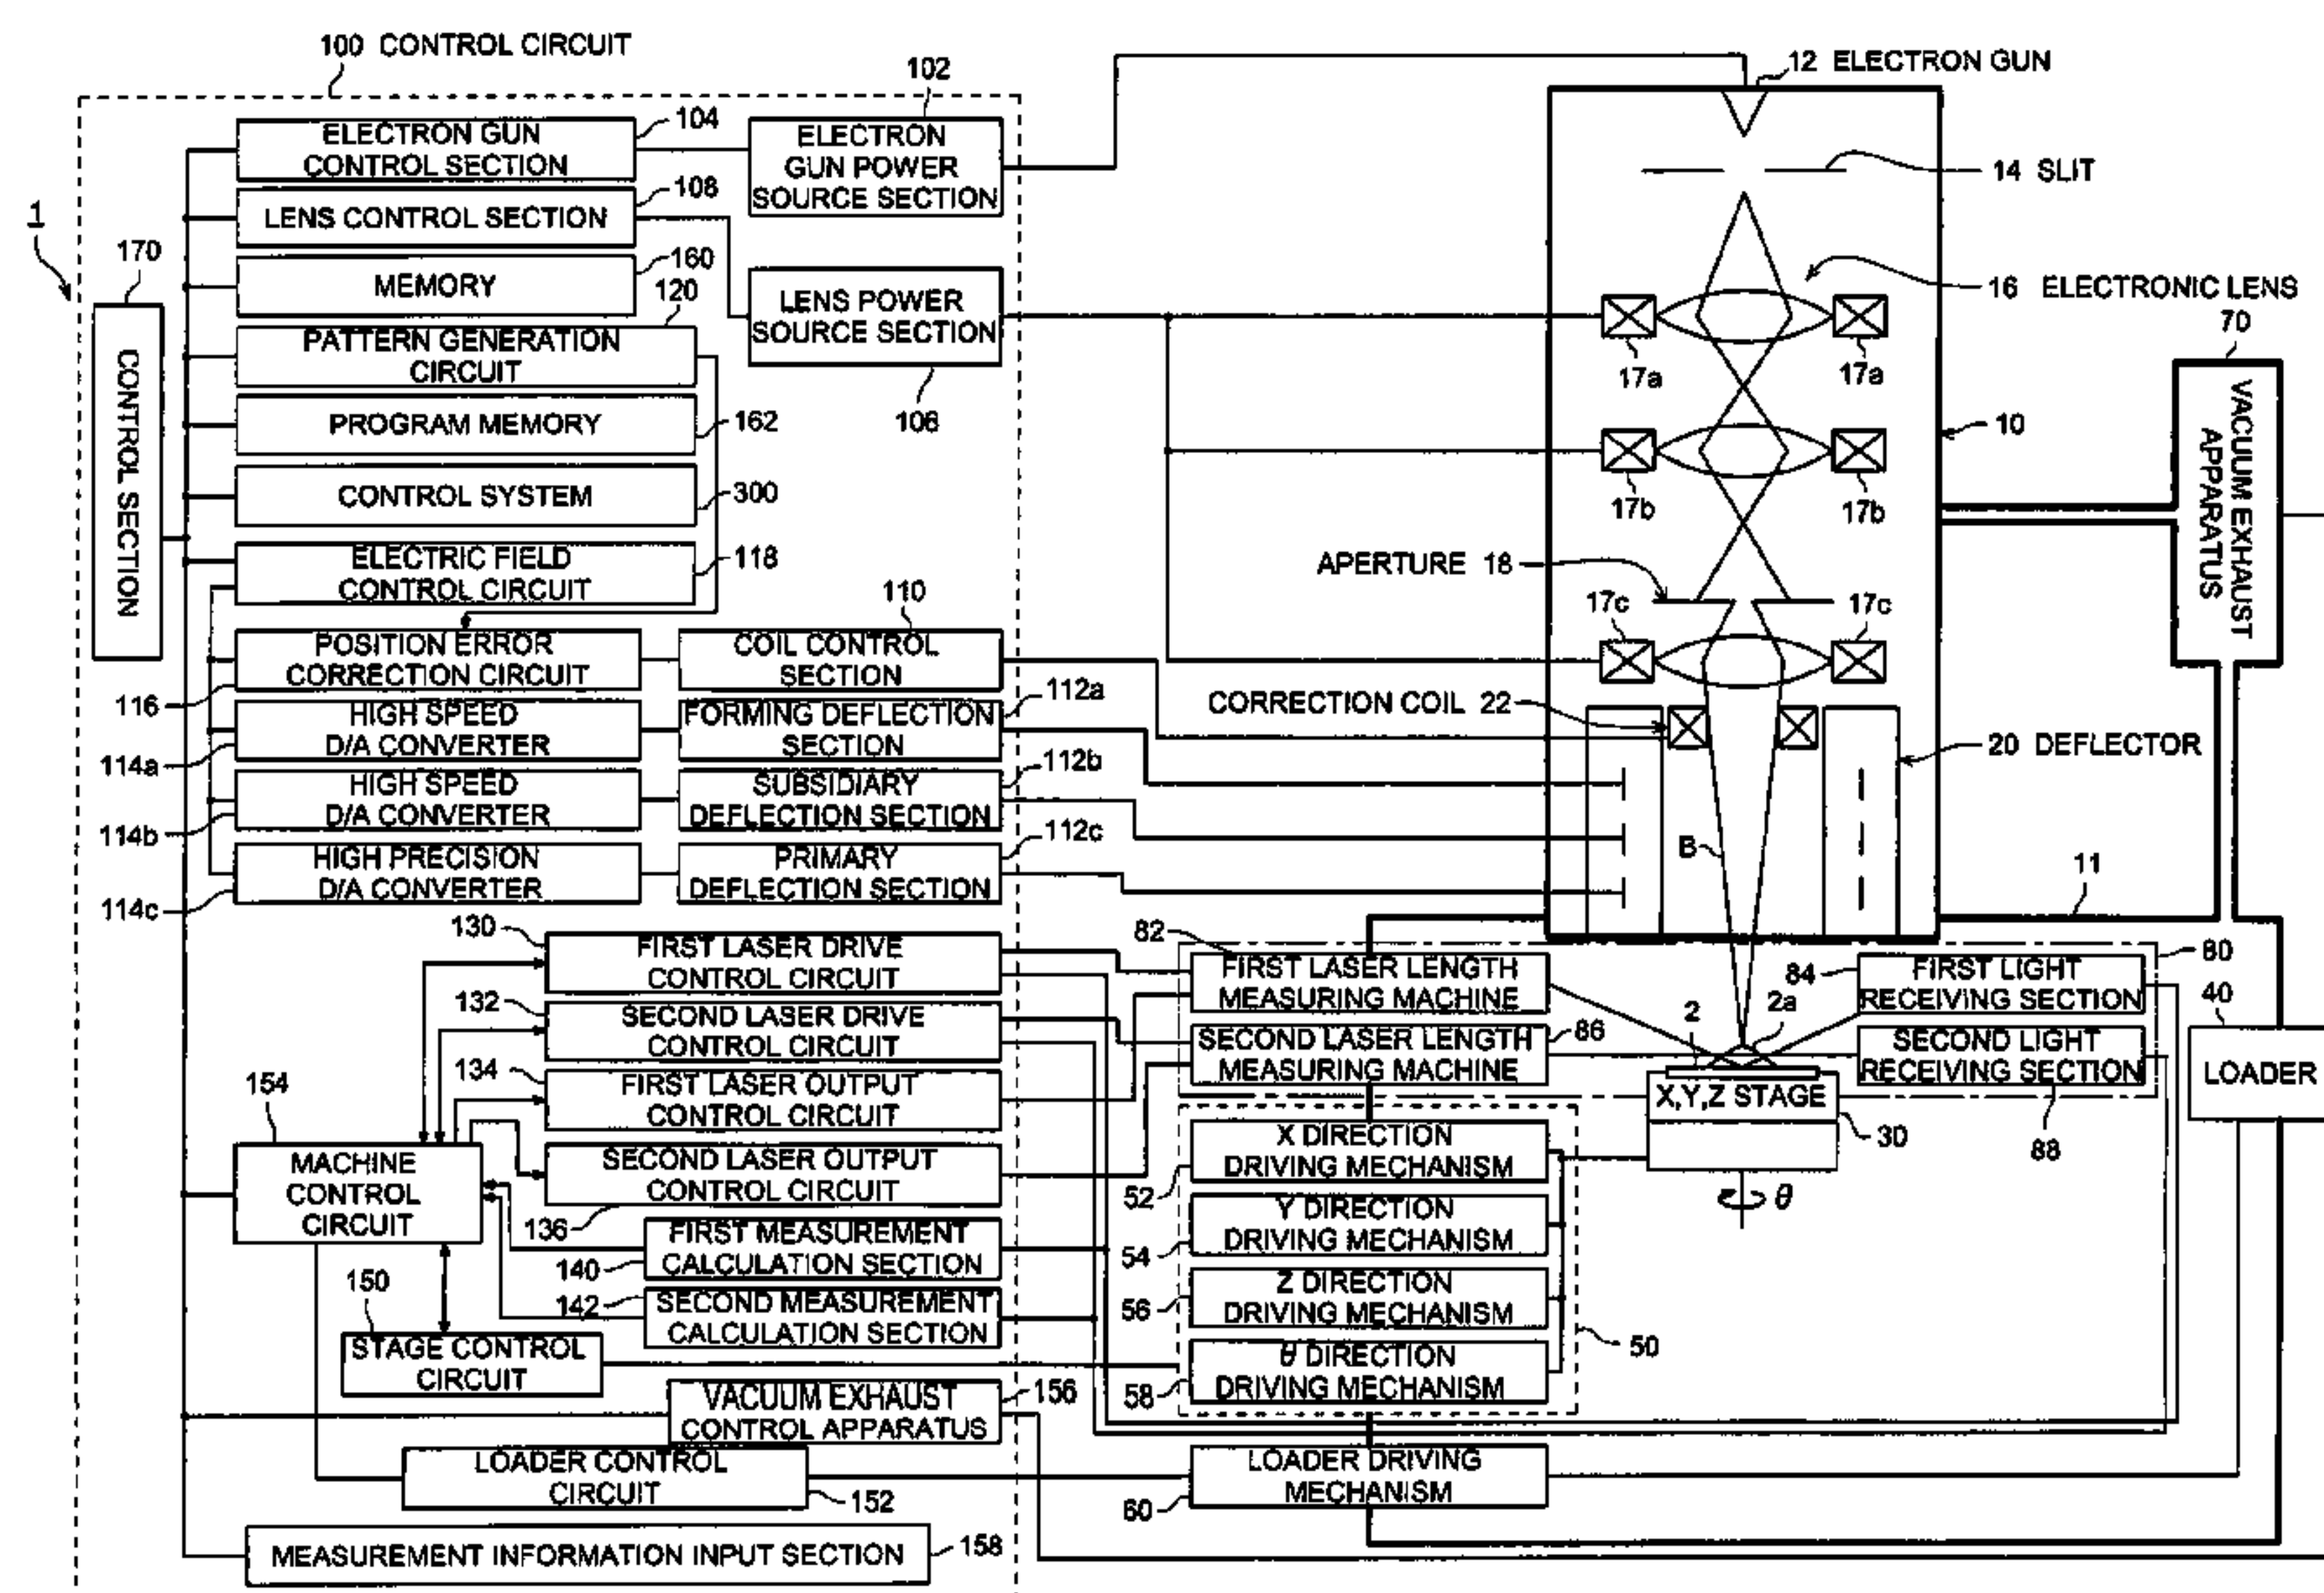 100 CONTROL CIRCUIT
102
12 ELECTRON GUN
ELECTRON GUN
CONTROL SECTION
104
ELECTRON
GUN POWER
SOURCE SECTION
14 SLIT
1
LENS CONTROL SECTION
108
170
MEMORY
160
120
LENS POWER
SOURCE SECTION
106
16 ELECTRONIC LENS
70
PATTERN GENERATION
CIRCUIT
17a
17a
CONTROL SECTION
PROGRAM MEMORY
162
10
VACUUM EXHAUST
APPARATUS
CONTROL SYSTEM
300
17b
17b
ELECTRIC FIELD
CONTROL CIRCUIT
118
APERTURE 18
110
17c
17c
POSITION ERROR
CORRECTION CIRCUIT
116
COIL CONTROL
SECTION
112a
CORRECTION COIL 22
HIGH SPEED
D/A CONVERTER
114a
FORMING DEFLECTION
SECTION
20 DEFLECTOR
112b
HIGH SPEED
D/A CONVERTER
114b
SUBSIDIARY
DEFLECTION SECTION
112c
B
HIGH PRECISION
D/A CONVERTER
114c
PRIMARY
DEFLECTION SECTION
11
130
FIRST LASER DRIVE
CONTROL CIRCUIT
82
FIRST LASER LENGTH
MEASURING MACHINE
84
FIRST LIGHT
RECEIVING SECTION
80
40
132
SECOND LASER DRIVE
CONTROL CIRCUIT
2
2a
SECOND LASER LENGTH
MEASURING MACHINE
86
SECOND LIGHT
RECEIVING SECTION
88
LOADER
134
FIRST LASER OUTPUT
CONTROL CIRCUIT
X,Y,Z STAGE
30
154
MACHINE
CONTROL
CIRCUIT
SECOND LASER OUTPUT
CONTROL CIRCUIT
136
X DIRECTION
DRIVING MECHANISM
52
θ
FIRST MEASUREMENT
CALCULATION SECTION
140
Y DIRECTION
DRIVING MECHANISM
54
150
142
SECOND MEASUREMENT
CALCULATION SECTION
Z DIRECTION
DRIVING MECHANISM
56
STAGE CONTROL
CIRCUIT
θ DIRECTION
DRIVING MECHANISM
58
50
VACUUM EXHAUST
CONTROL APPARATUS
156
LOADER CONTROL
CIRCUIT
152
LOADER DRIVING
MECHANISM
60
MEASUREMENT INFORMATION INPUT SECTION
158